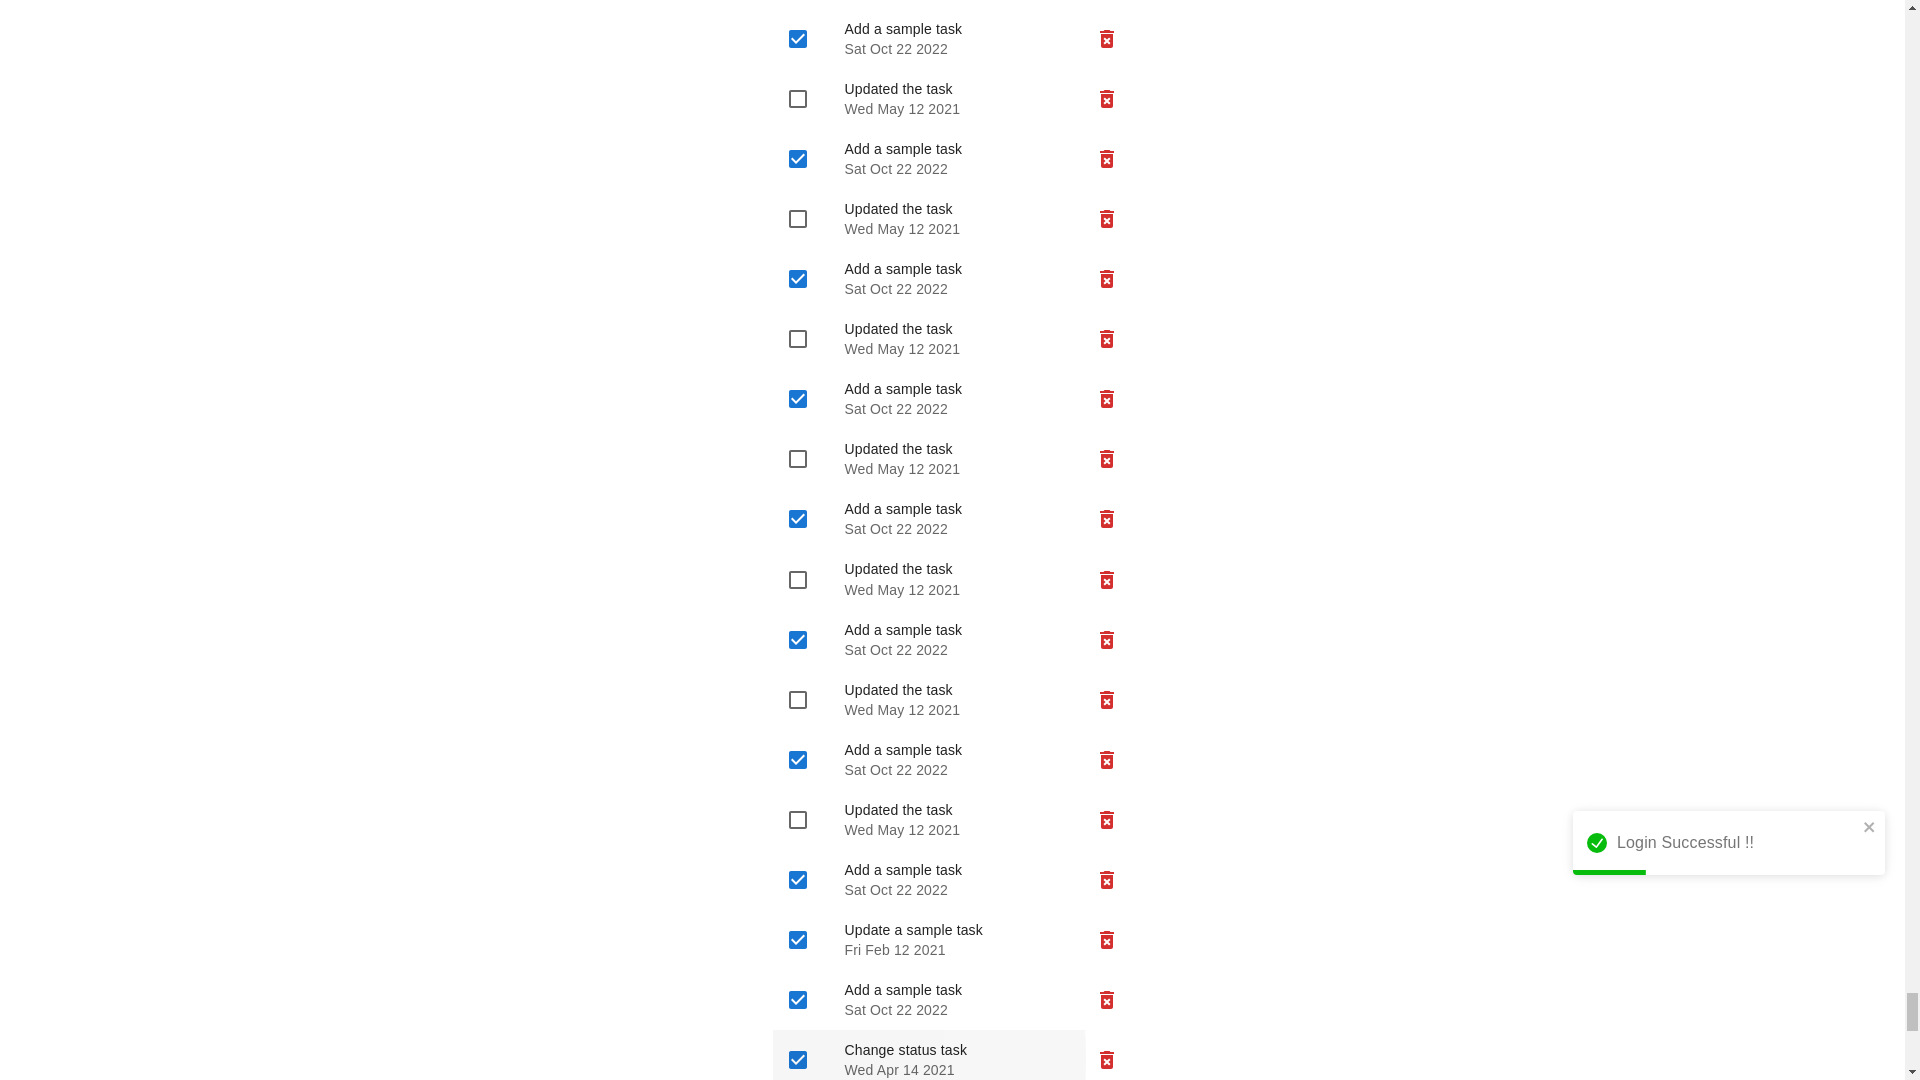 Add a sample task
Sat Oct 22 2022
Updated the task
Wed May 12 2021
Add a sample task
Sat Oct 22 2022
Updated the task
Wed May 12 2021
Add a sample task
Sat Oct 22 2022
Updated the task
Wed May 12 2021
Add a sample task
Sat Oct 22 2022
Updated the task
Wed May 12 2021
Add a sample task
Sat Oct 22 2022
Updated the task
Wed May 12 2021
Add a sample task
Sat Oct 22 2022
Updated the task
Wed May 12 2021
Add a sample task
Sat Oct 22 2022
Updated the task
Wed May 12 2021
Login Successful !!
Add a sample task
Sat Oct 22 2022
Update a sample task
Fri Feb 12 2021
Add a sample task
Sat Oct 22 2022
Change status task
Wed Apr 14 2021